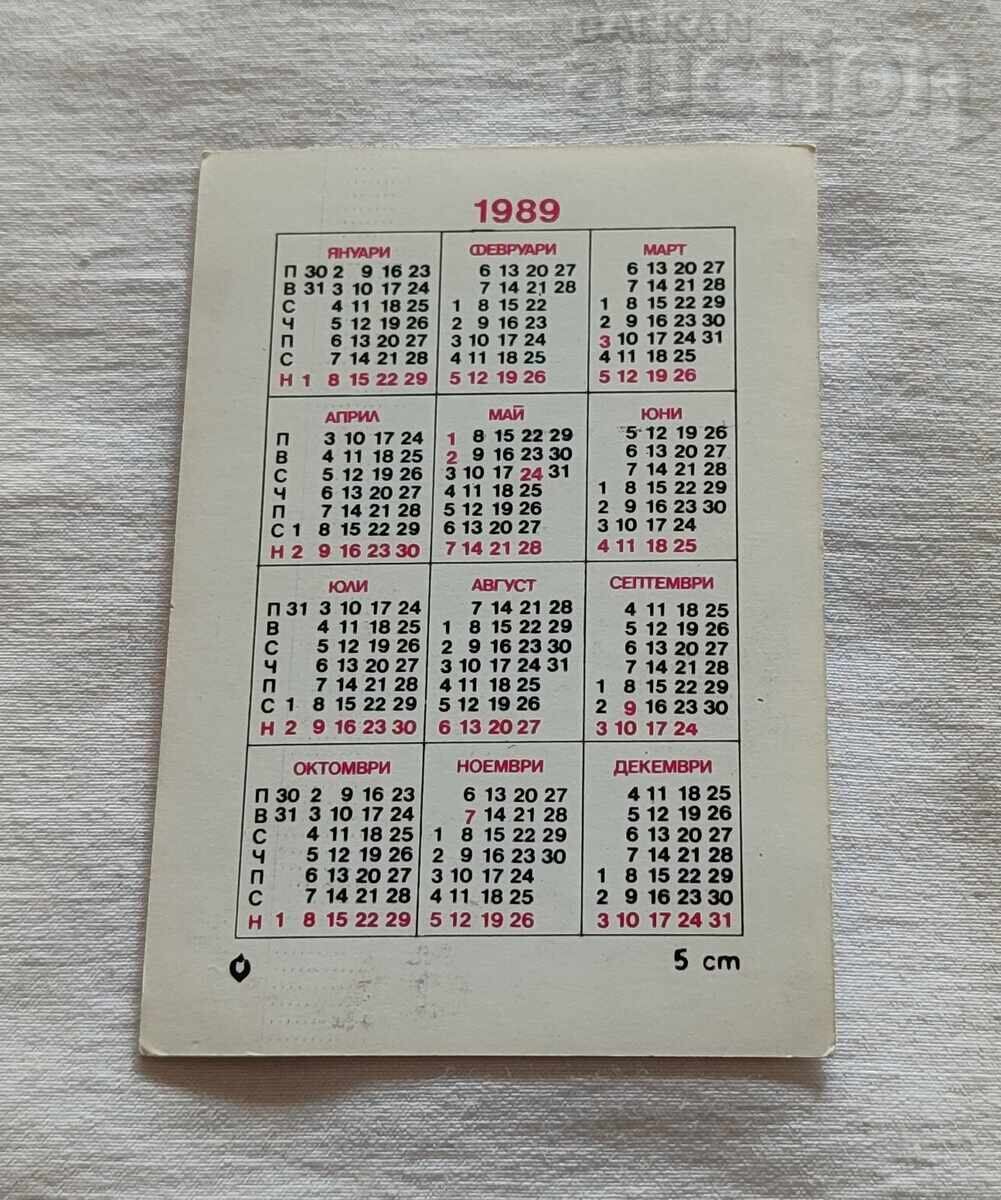 BALKAN
auction
1989
ЯНУАРИ ФЕВРУАРИ МАРТ
П 30 2 9 16 23 6 13 20 27 6 13 20 27
В 31 3 10 17 24 7 14 21 28 7 14 21 28
С 4 11 18 25 1 8 15 22 1 8 15 22 29
Ч 5 12 19 26 2 9 16 23 2 9 16 23 30
П 6 13 20 27 3 10 17 24 3 10 17 24 31
С 7 14 21 28 4 11 18 25 4 11 18 25
Н 1 8 15 22 29 5 12 19 26 5 12 19 26
АПРИЛ МАЙ ЮНИ
П 3 10 17 24 1 8 15 22 29 5 12 19 26
В 4 11 18 25 2 9 16 23 30 6 13 20 27
С 5 12 19 26 3 10 17 24 31 7 14 21 28
Ч 6 13 20 27 4 11 18 25 1 8 15 22 29
П 7 14 21 28 5 12 19 26 2 9 16 23 30
С 1 8 15 22 29 6 13 20 27 3 10 17 24
Н 2 9 16 23 30 7 14 21 28 4 11 18 25
ЮЛИ АВГУСТ СЕПТЕМВРИ
П 31 3 10 17 24 7 14 21 28 4 11 18 25
В 4 11 18 25 1 8 15 22 29 5 12 19 26
С 5 12 19 26 2 9 16 23 30 6 13 20 27
Ч 6 13 20 27 3 10 17 24 31 7 14 21 28
П 7 14 21 28 4 11 18 25 1 8 15 22 29
С 1 8 15 22 29 5 12 19 26 2 9 16 23 30
Н 2 9 16 23 30 6 13 20 27 3 10 17 24
ОКТОМВРИ НОЕМВРИ ДЕКЕМВРИ
П 30 2 9 16 23 6 13 20 27 4 11 18 25
В 31 3 10 17 24 7 14 21 28 5 12 19 26
С 4 11 18 25 1 8 15 22 29 6 13 20 27
Ч 5 12 19 26 2 9 16 23 30 7 14 21 28
П 6 13 20 27 3 10 17 24 1 8 15 22 29
С 7 14 21 28 4 11 18 25 2 9 16 23 30
Н 1 8 15 22 29 5 12 19 26 3 10 17 24 31
5 cm